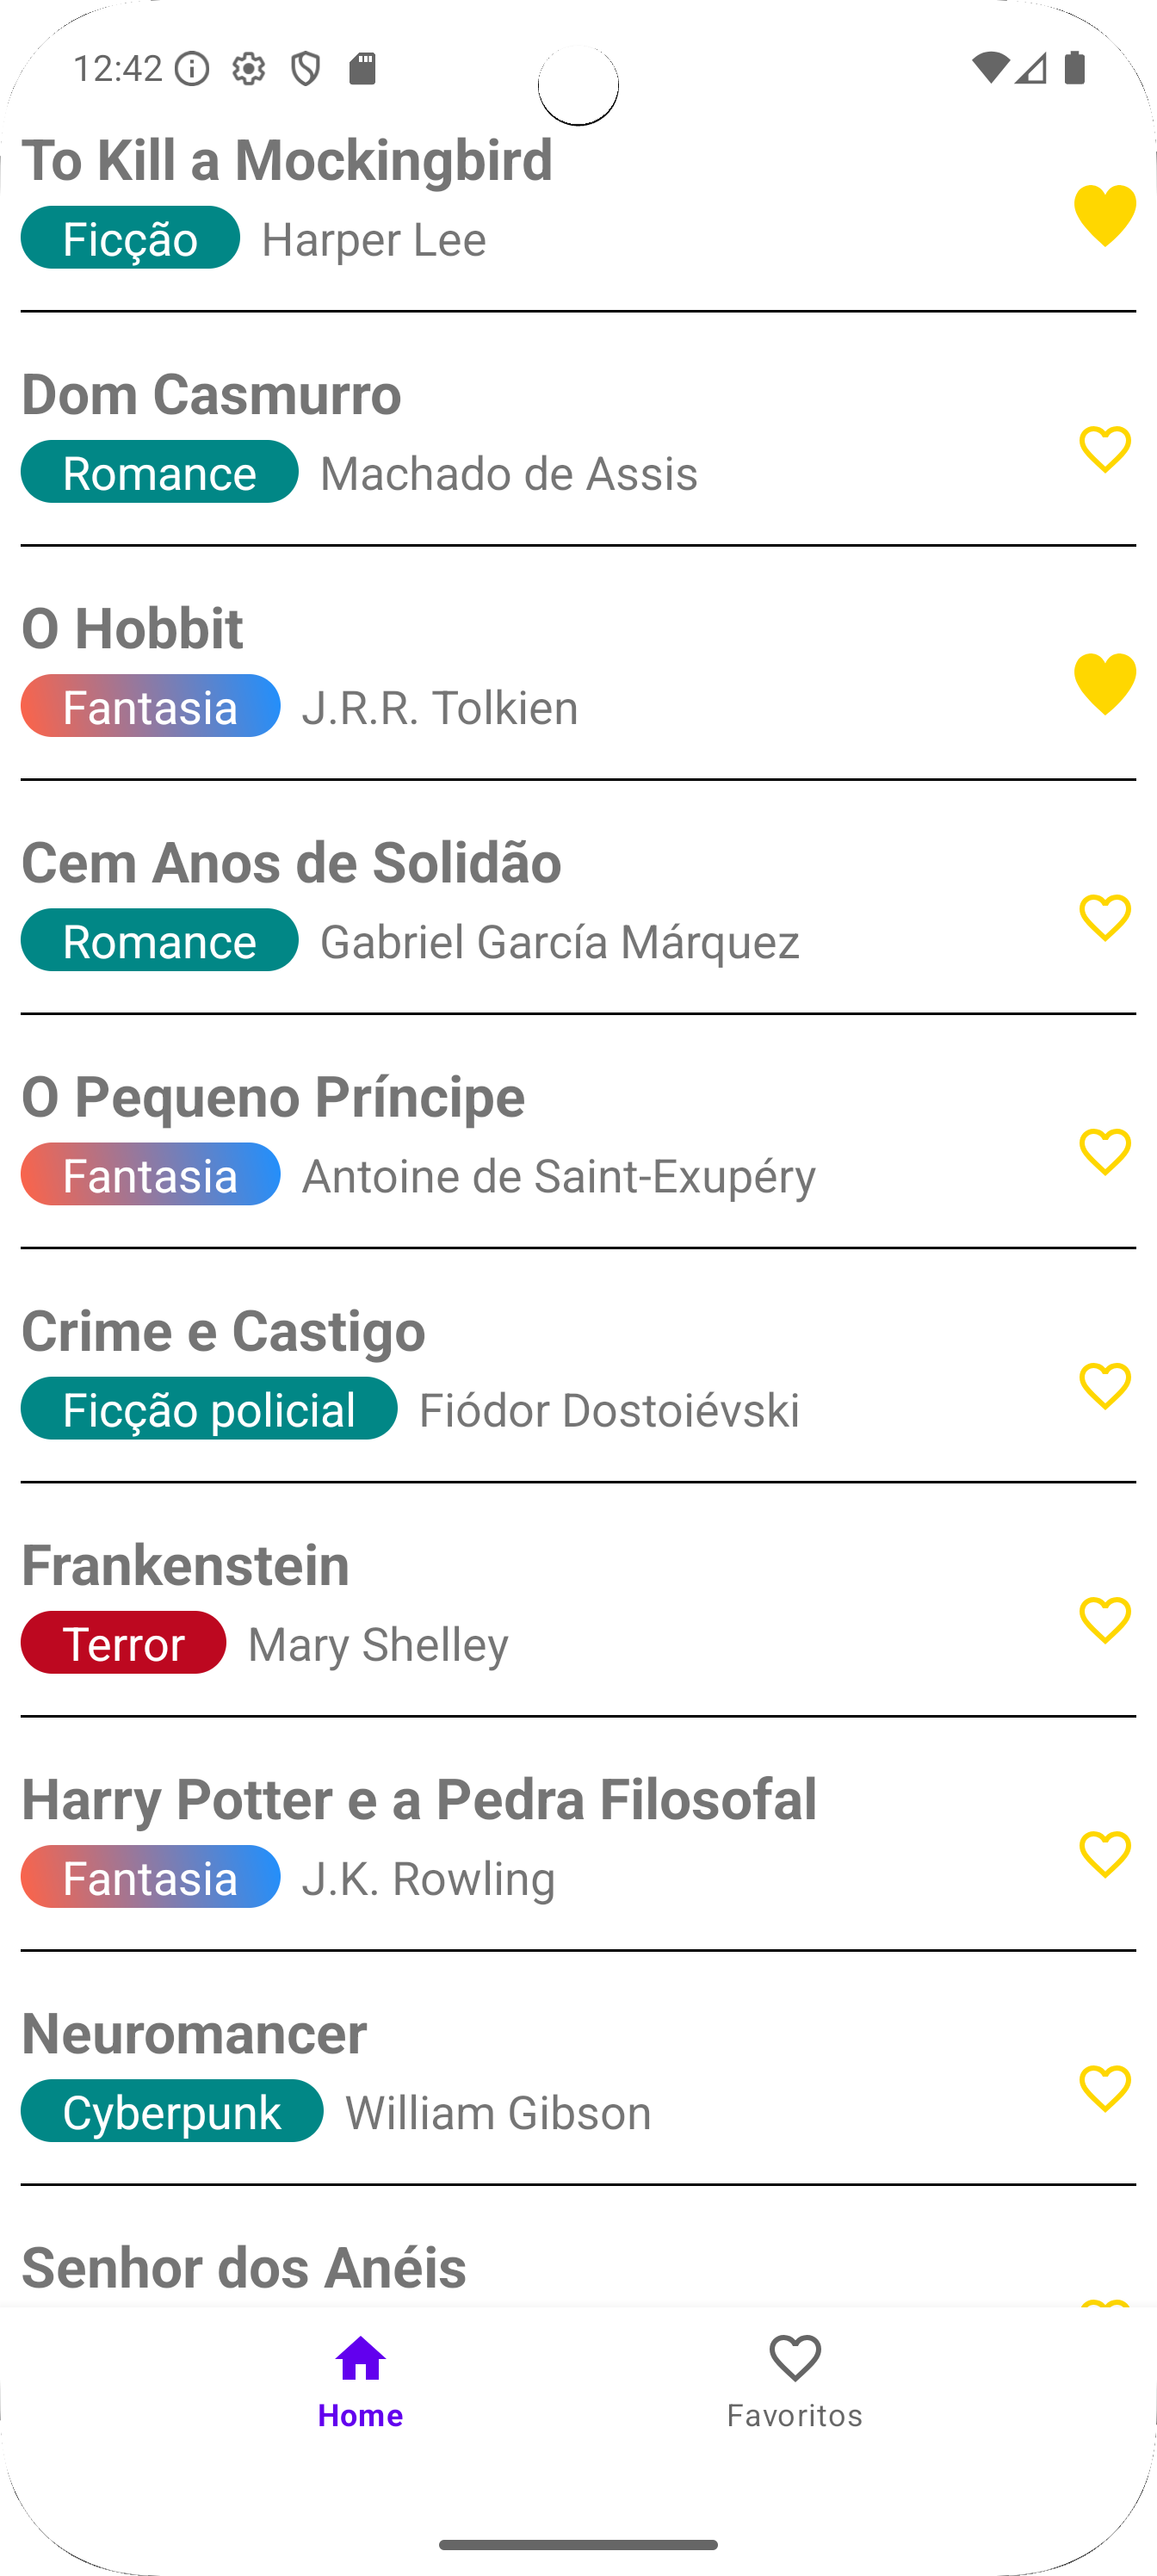 12:42
To Kill a Mockingbird
Ficção Harper Lee
Dom Casmurro
Romance Machado de Assis
O Hobbit
Fantasia J.R.R. Tolkien
Cem Anos de Solidão
Romance Gabriel García Márquez
O Pequeno Príncipe
Fantasia Antoine de Saint-Exupéry
Crime e Castigo
Ficção policial Fiódor Dostoiévski
Frankenstein
Terror Mary Shelley
Harry Potter e a Pedra Filosofal
Fantasia J.K. Rowling
Neuromancer
Cyberpunk William Gibson
Senhor dos Anéis
Home Favoritos